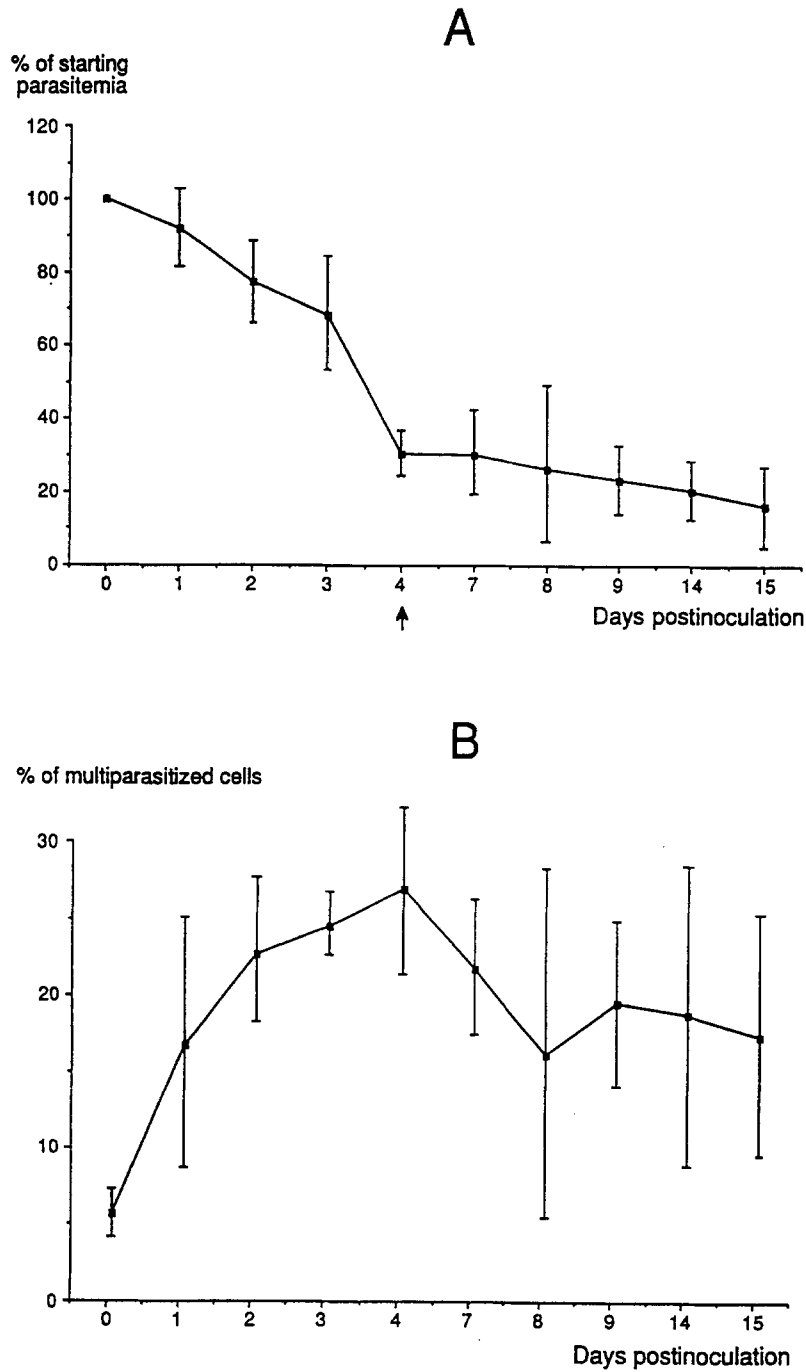 A
% of starting
parasitemia
120
100
80
60
40
20
0
0 1 2 3 4 7 8 9 14 15
Days postinoculation
B
% of multiparasitized cells
30
20
10
0
0 1 2 3 4 7 8 9 14 15
Days postinoculation